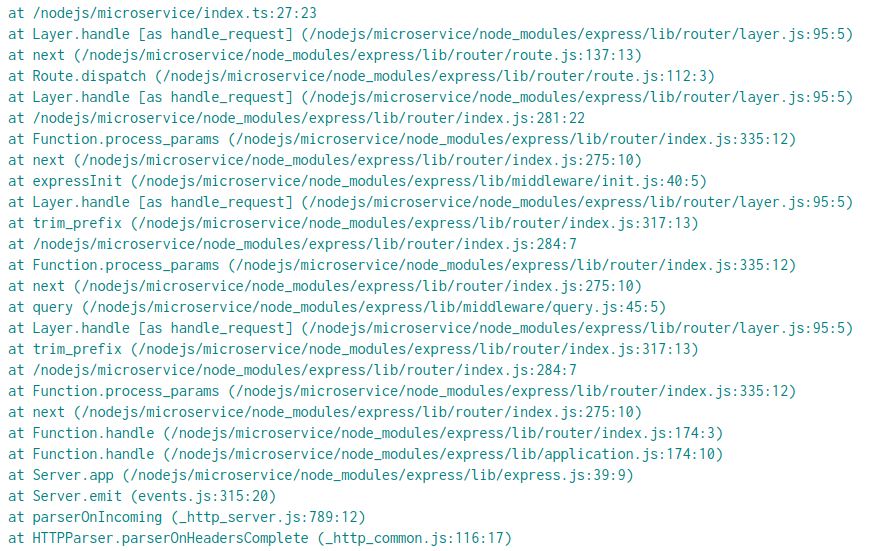 at /nodejs/microservice/index.ts:27:23
at Layer.handle [as handle_request] (/nodejs/microservice/node_modules/express/lib/router/layer.js:95:5)
at next (/nodejs/microservice/node_modules/express/lib/router/route.js:137:13)
at Route.dispatch (/nodejs/microservice/node_modules/express/lib/router/route.js:112:3)
at Layer.handle [as handle_request] (/nodejs/microservice/node_modules/express/lib/router/layer.js:95:5)
at /nodejs/microservice/node_modules/express/lib/router/index.js:281:22
at Function.process_params (/nodejs/microservice/node_modules/express/lib/router/index.js:335:12)
at next (/nodejs/microservice/node_modules/express/lib/router/index.js:275:10)
at expressInit (/nodejs/microservice/node_modules/express/lib/middleware/init.js:40:5)
at Layer.handle [as handle_request] (/nodejs/microservice/node_modules/express/lib/router/layer.js:95:5)
at trim_prefix (/nodejs/microservice/node_modules/express/lib/router/index.js:317:13)
at /nodejs/microservice/node_modules/express/lib/router/index.js:284:7
at Function.process_params (/nodejs/microservice/node_modules/express/lib/router/index.js:335:12)
at next (/nodejs/microservice/node_modules/express/lib/router/index.js:275:10)
at query (/nodejs/microservice/node_modules/express/lib/middleware/query.js:45:5)
at Layer.handle [as handle_request] (/nodejs/microservice/node_modules/express/lib/router/layer.js:95:5)
at trim_prefix (/nodejs/microservice/node_modules/express/lib/router/index.js:317:13)
at /nodejs/microservice/node_modules/express/lib/router/index.js:284:7
at Function.process_params (/nodejs/microservice/node_modules/express/lib/router/index.js:335:12)
at next (/nodejs/microservice/node_modules/express/lib/router/index.js:275:10)
at Function.handle (/nodejs/microservice/node_modules/express/lib/router/index.js:174:3)
at Function.handle (/nodejs/microservice/node_modules/express/lib/application.js:174:10)
at Server.app (/nodejs/microservice/node_modules/express/lib/express.js:39:9)
at Server.emit (events.js:315:20)
at parserOnIncoming (_http_server.js:789:12)
at HTTPParser.parserOnHeadersComplete (_http_common.js:116:17)